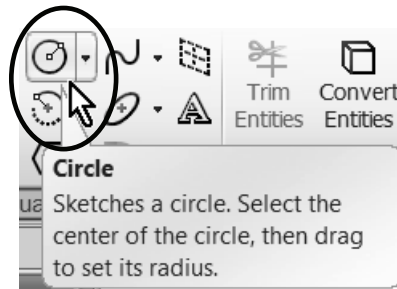 Trim Convert
Entities Entities
Circle
ua
Sketches a circle. Select the
center of the circle, then drag
to set its radius.